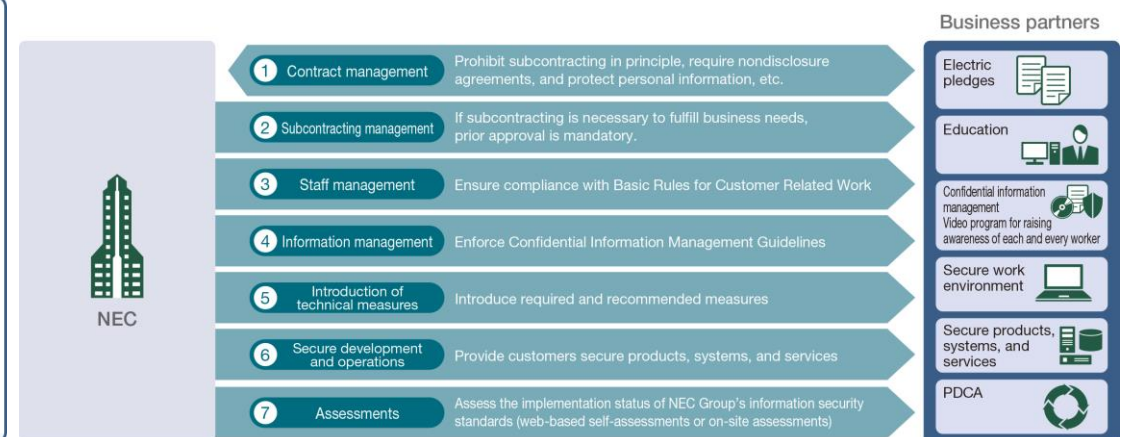 Business partners
NEC
1 Contract management
Prohibit subcontracting in principle, require nondisclosure
agreements, and protect personal information, etc.
2 Subcontracting management
If subcontracting is necessary to fulfill business needs,
prior approval is mandatory.
3 Staff management
Ensure compliance with Basic Rules for Customer Related Work
4 Information management
Enforce Confidential Information Management Guidelines
5 Introduction of
technical measures
Introduce required and recommended measures
6 Secure development
and operations
Provide customers secure products, systems, and services
7 Assessments
Assess the implementation status of NEC Group's information security
standards (web-based self-assessments or on-site assessments)
Electric
pledges
Education
Confidential information
management
Video program for raising
awareness of each and every worker
Secure work
environment
Secure products,
systems, and
services
PDCA